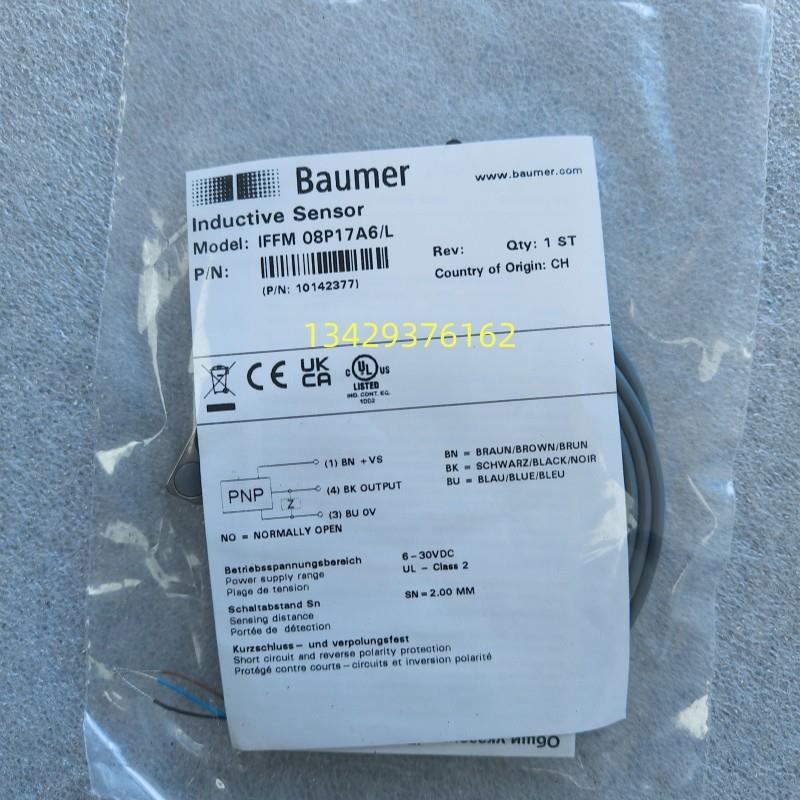 Baumer
www.baumer.com
Inductive Sensor
Model: IFFM 08P17A6/L
P/N:
(P/N: 10142377)
Rev: Qty: 1 ST
Country of Origin: CH
13429376162
CE UK CA
c UL US
LISTED
IND. CONT. EQ.
1DD2
(1) BN +VS
PNP
(4) BK OUTPUT
Z
(3) BU 0V
NO = NORMALLY OPEN
BN = BRAUN/BROWN/BRUN
BK = SCHWARZ/BLACK/NOIR
BU = BLAU/BLUE/BLEU
Betriebsspannungsbereich 6-30VDC
Power supply range UL - Class 2
Plage de tension
Schaltabstand Sn SN = 2.00 MM
Sensing distance
Portée de détection
Kurzschluss- und verpolungsfest
Short circuit and reverse polarity protection
Protégé contre courts-circuits et inversion polarité
Общи